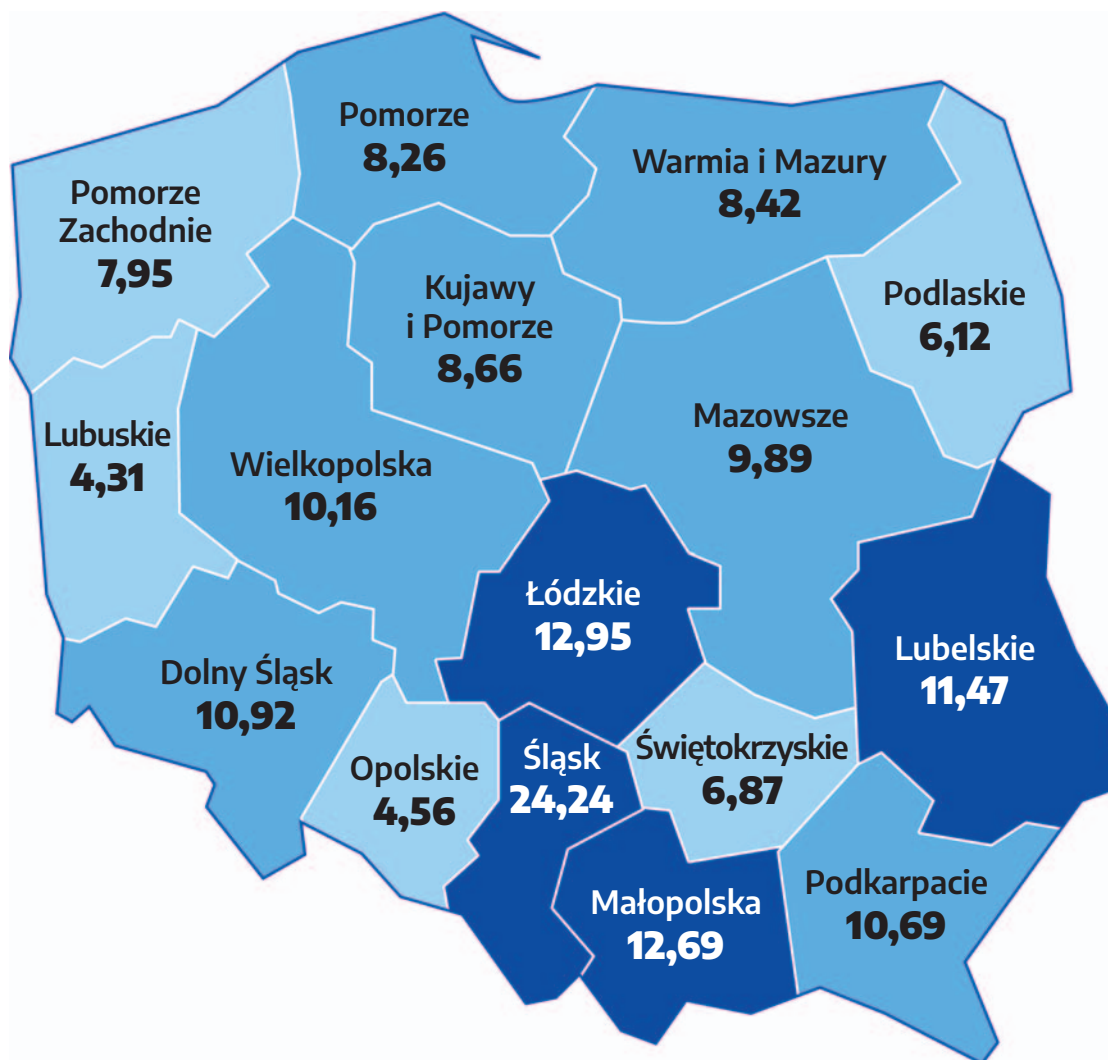 Pomorze
8,26
Warmia i Mazury
8,42
Pomorze
Zachodnie
7,95
Kujawy
i Pomorze
8,66
Podlaskie
6,12
Mazowsze
9,89
Lubuskie
4,31
Wielkopolska
10,16
Łódzkie
12,95
Lubelskie
11,47
Dolny Śląsk
10,92
Opolskie
4,56
Śląsk
24,24
Świętokrzyskie
6,87
Małopolska
12,69
Podkarpacie
10,69